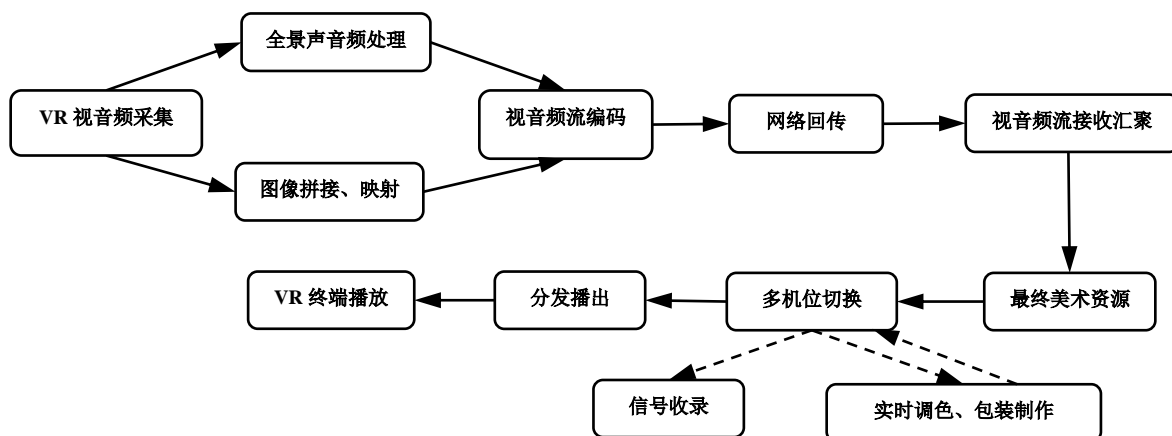 全景声音频处理
VR 视音频采集
视音频流编码
网络回传
视音频流接收汇聚
图像拼接、映射
VR 终端播放
分发播出
多机位切换
最终美术资源
信号收录
实时调色、包装制作